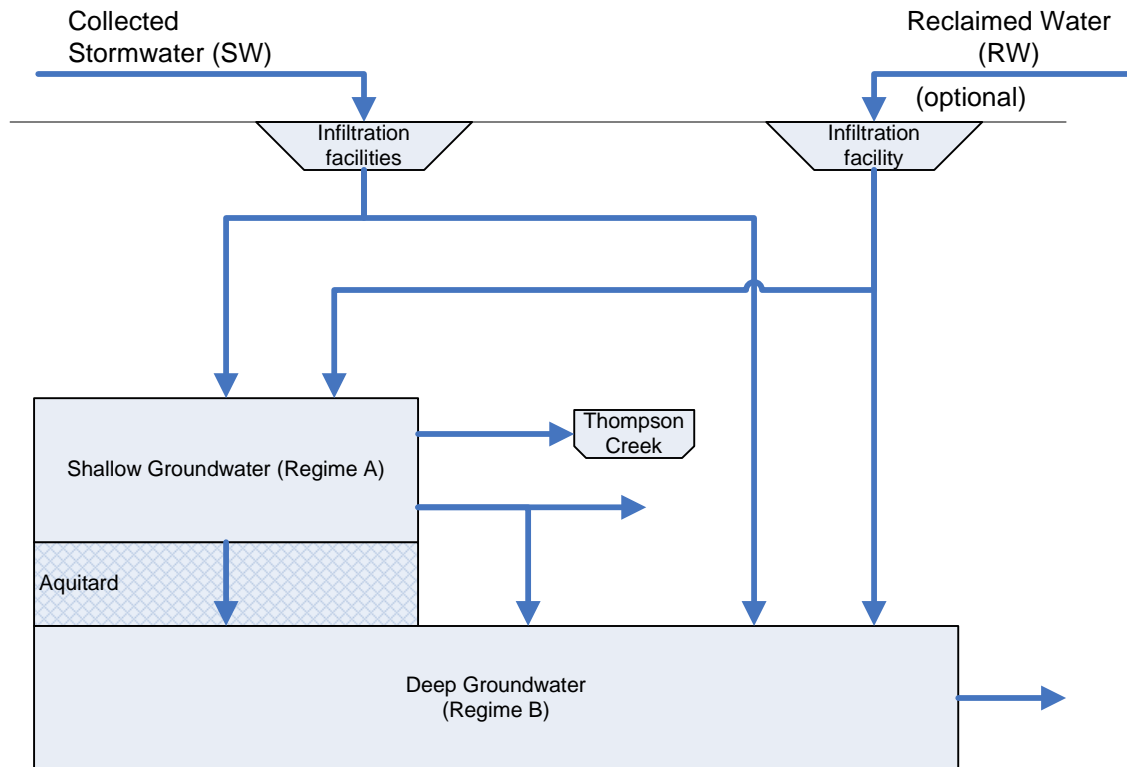 Collected
Stormwater (SW)
Reclaimed Water
(RW)
(optional)
Infiltration
facilities
Infiltration
facility
Thompson
Creek
Shallow Groundwater (Regime A)
Aquitard
Deep Groundwater
(Regime B)